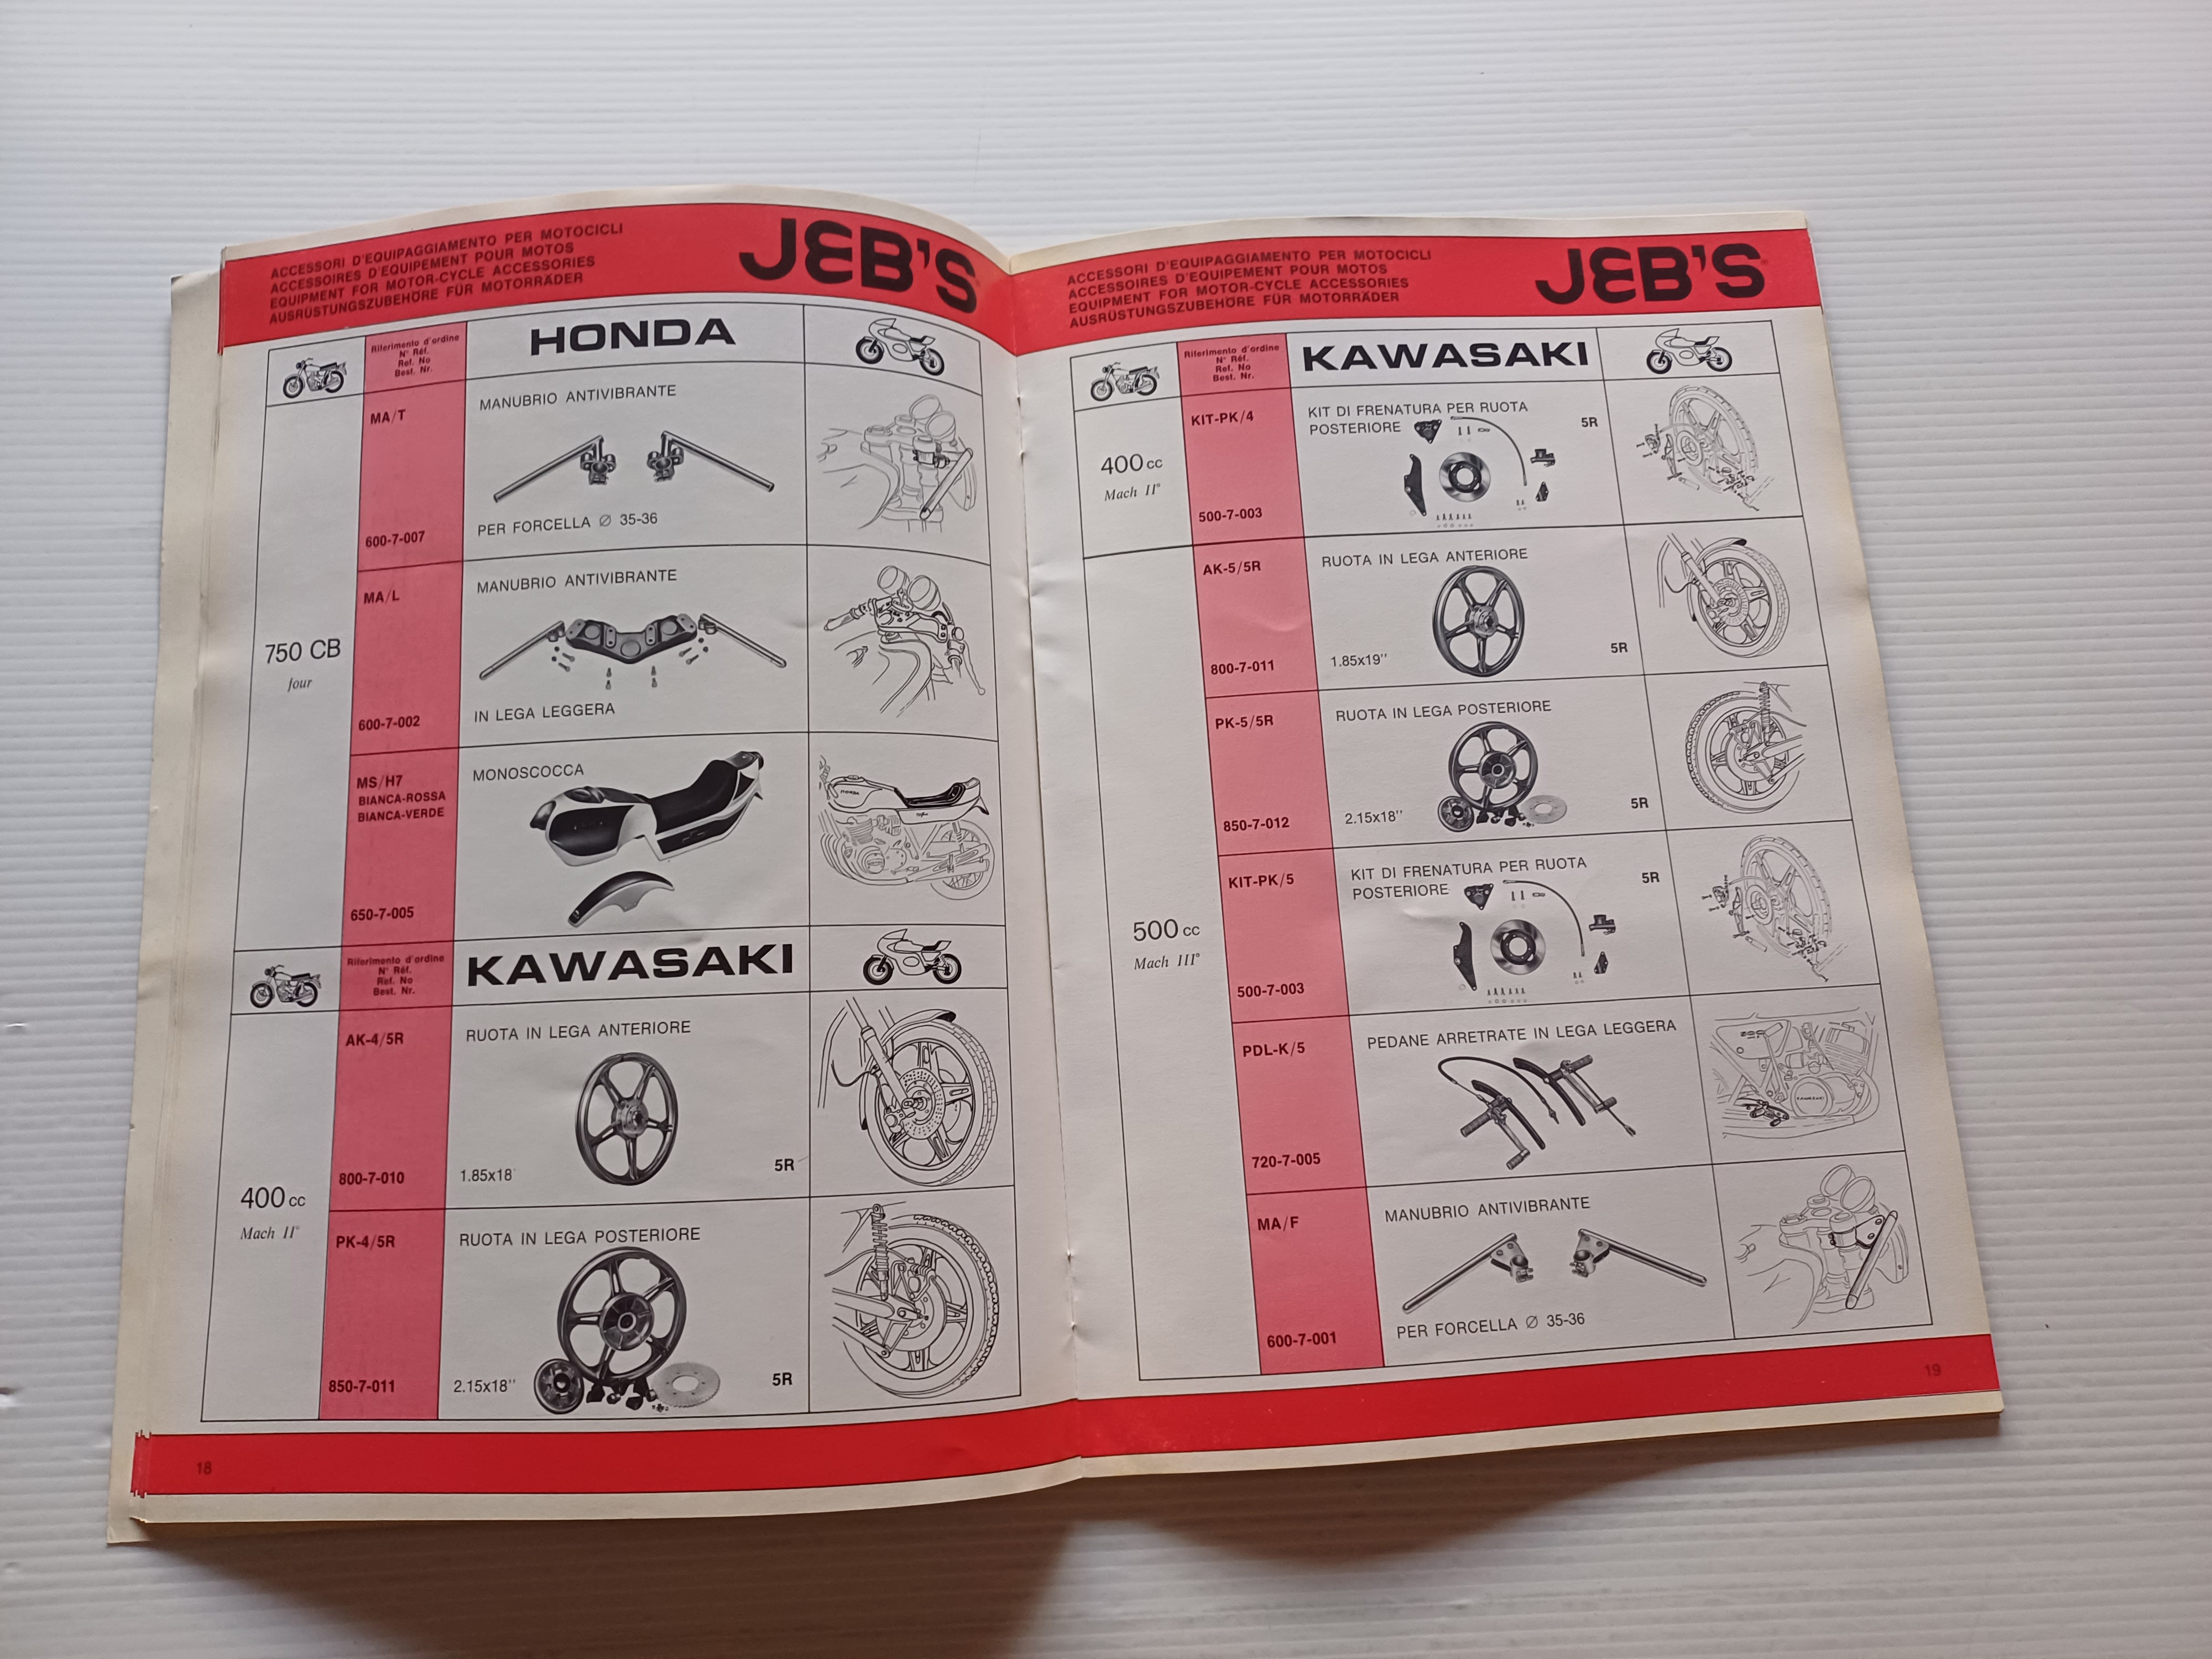 ACCESSORI D'EQUIPAGGIAMENTO PER MOTOCICLI
ACCESSOIRES D'EQUIPEMENT POUR MOTOS
EQUIPMENT FOR MOTOR-CYCLE ACCESSORIES
AUSRÜSTUNGSZUBEHÖRE FÜR MOTORRÄDER
JEB'S
Riferimento d'ordine
N° Réf.
Ref. No
Best. Nr.
HONDA
750 CB
four
MA/T
600-7-007
MANUBRIO ANTIVIBRANTE
PER FORCELLA Ø 35-36
MA/L
600-7-002
MANUBRIO ANTIVIBRANTE
IN LEGA LEGGERA
MS/H7
BIANCA-ROSSA
BIANCA-VERDE
650-7-005
MONOSCOCCA
HONDA
Riferimento d'ordine
N° Réf.
Ref. No
Best. Nr.
KAWASAKI
400 cc
Mach II°
AK-4/5R
800-7-010
RUOTA IN LEGA ANTERIORE
1.85x18
5R
PK-4/5R
850-7-011
RUOTA IN LEGA POSTERIORE
2.15x18''
5R
18
ACCESSORI D'EQUIPAGGIAMENTO PER MOTOCICLI
ACCESSOIRES D'EQUIPEMENT POUR MOTOS
EQUIPMENT FOR MOTOR-CYCLE ACCESSORIES
AUSRÜSTUNGSZUBEHÖRE FÜR MOTORRÄDER
JEB'S
Riferimento d'ordine
N° Réf.
Ref. No
Best. Nr.
KAWASAKI
400 cc
Mach II°
KIT-PK/4
500-7-003
KIT DI FRENATURA PER RUOTA
POSTERIORE
5R
500 cc
Mach III°
AK-5/5R
800-7-011
RUOTA IN LEGA ANTERIORE
1.85x19''
5R
PK-5/5R
850-7-012
RUOTA IN LEGA POSTERIORE
2.15x18''
5R
KIT-PK/5
500-7-003
KIT DI FRENATURA PER RUOTA
POSTERIORE
5R
PDL-K/5
720-7-005
PEDANE ARRETRATE IN LEGA LEGGERA
KAWASAKI
MA/F
600-7-001
MANUBRIO ANTIVIBRANTE
PER FORCELLA Ø 35-36
19